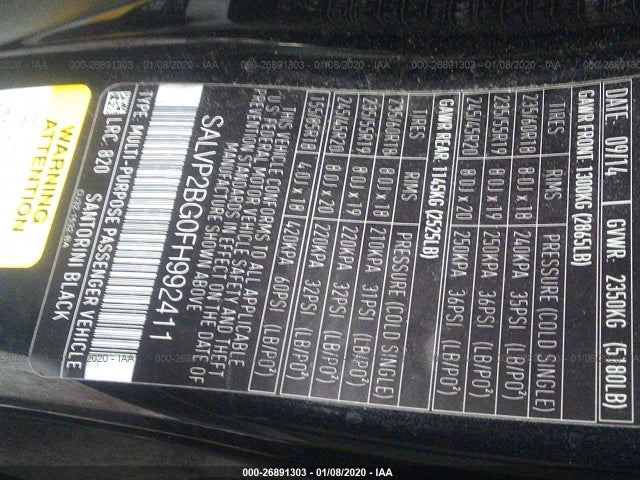 000-26891303 - 01/08/2020 - IAA
DATE: 09/14 GVWR: 2350KG (5180LB)
GAWR FRONT: 1300KG (2865LB)
TIRES RIMS PRESSURE (COLD SINGLE)
235/60R18 8.0J x 18 240KPA 35PSI (LB/PO²)
235/55R19 8.0J x 19 250KPA 36PSI (LB/PO²)
245/45R20 8.0J x 20 250KPA 36PSI (LB/PO²)
GAWR REAR: 1145KG (2525LB)
TIRES RIMS PRESSURE (COLD SINGLE)
235/60R18 8.0J x 18 210KPA 31PSI (LB/PO²)
235/55R19 8.0J x 19 220KPA 32PSI (LB/PO²)
245/45R20 8.0J x 20 220KPA 32PSI (LB/PO²)
T155/85R18 4.0J x 18 420KPA 60PSI (LB/PO²)
THIS VEHICLE CONFORMS TO ALL APPLICABLE
U.S. FEDERAL MOTOR VEHICLE SAFETY AND THEFT
PREVENTION STANDARDS IN EFFECT ON THE DATE OF
MANUFACTURE SHOWN ABOVE
SALVP2BG0FH992411
TYPE: MULTI-PURPOSE PASSENGER VEHICLE
LRC: 820 SANTORINI BLACK
WARNING
ATTENTION
000-26891303 - 01/08/2020 - IAA